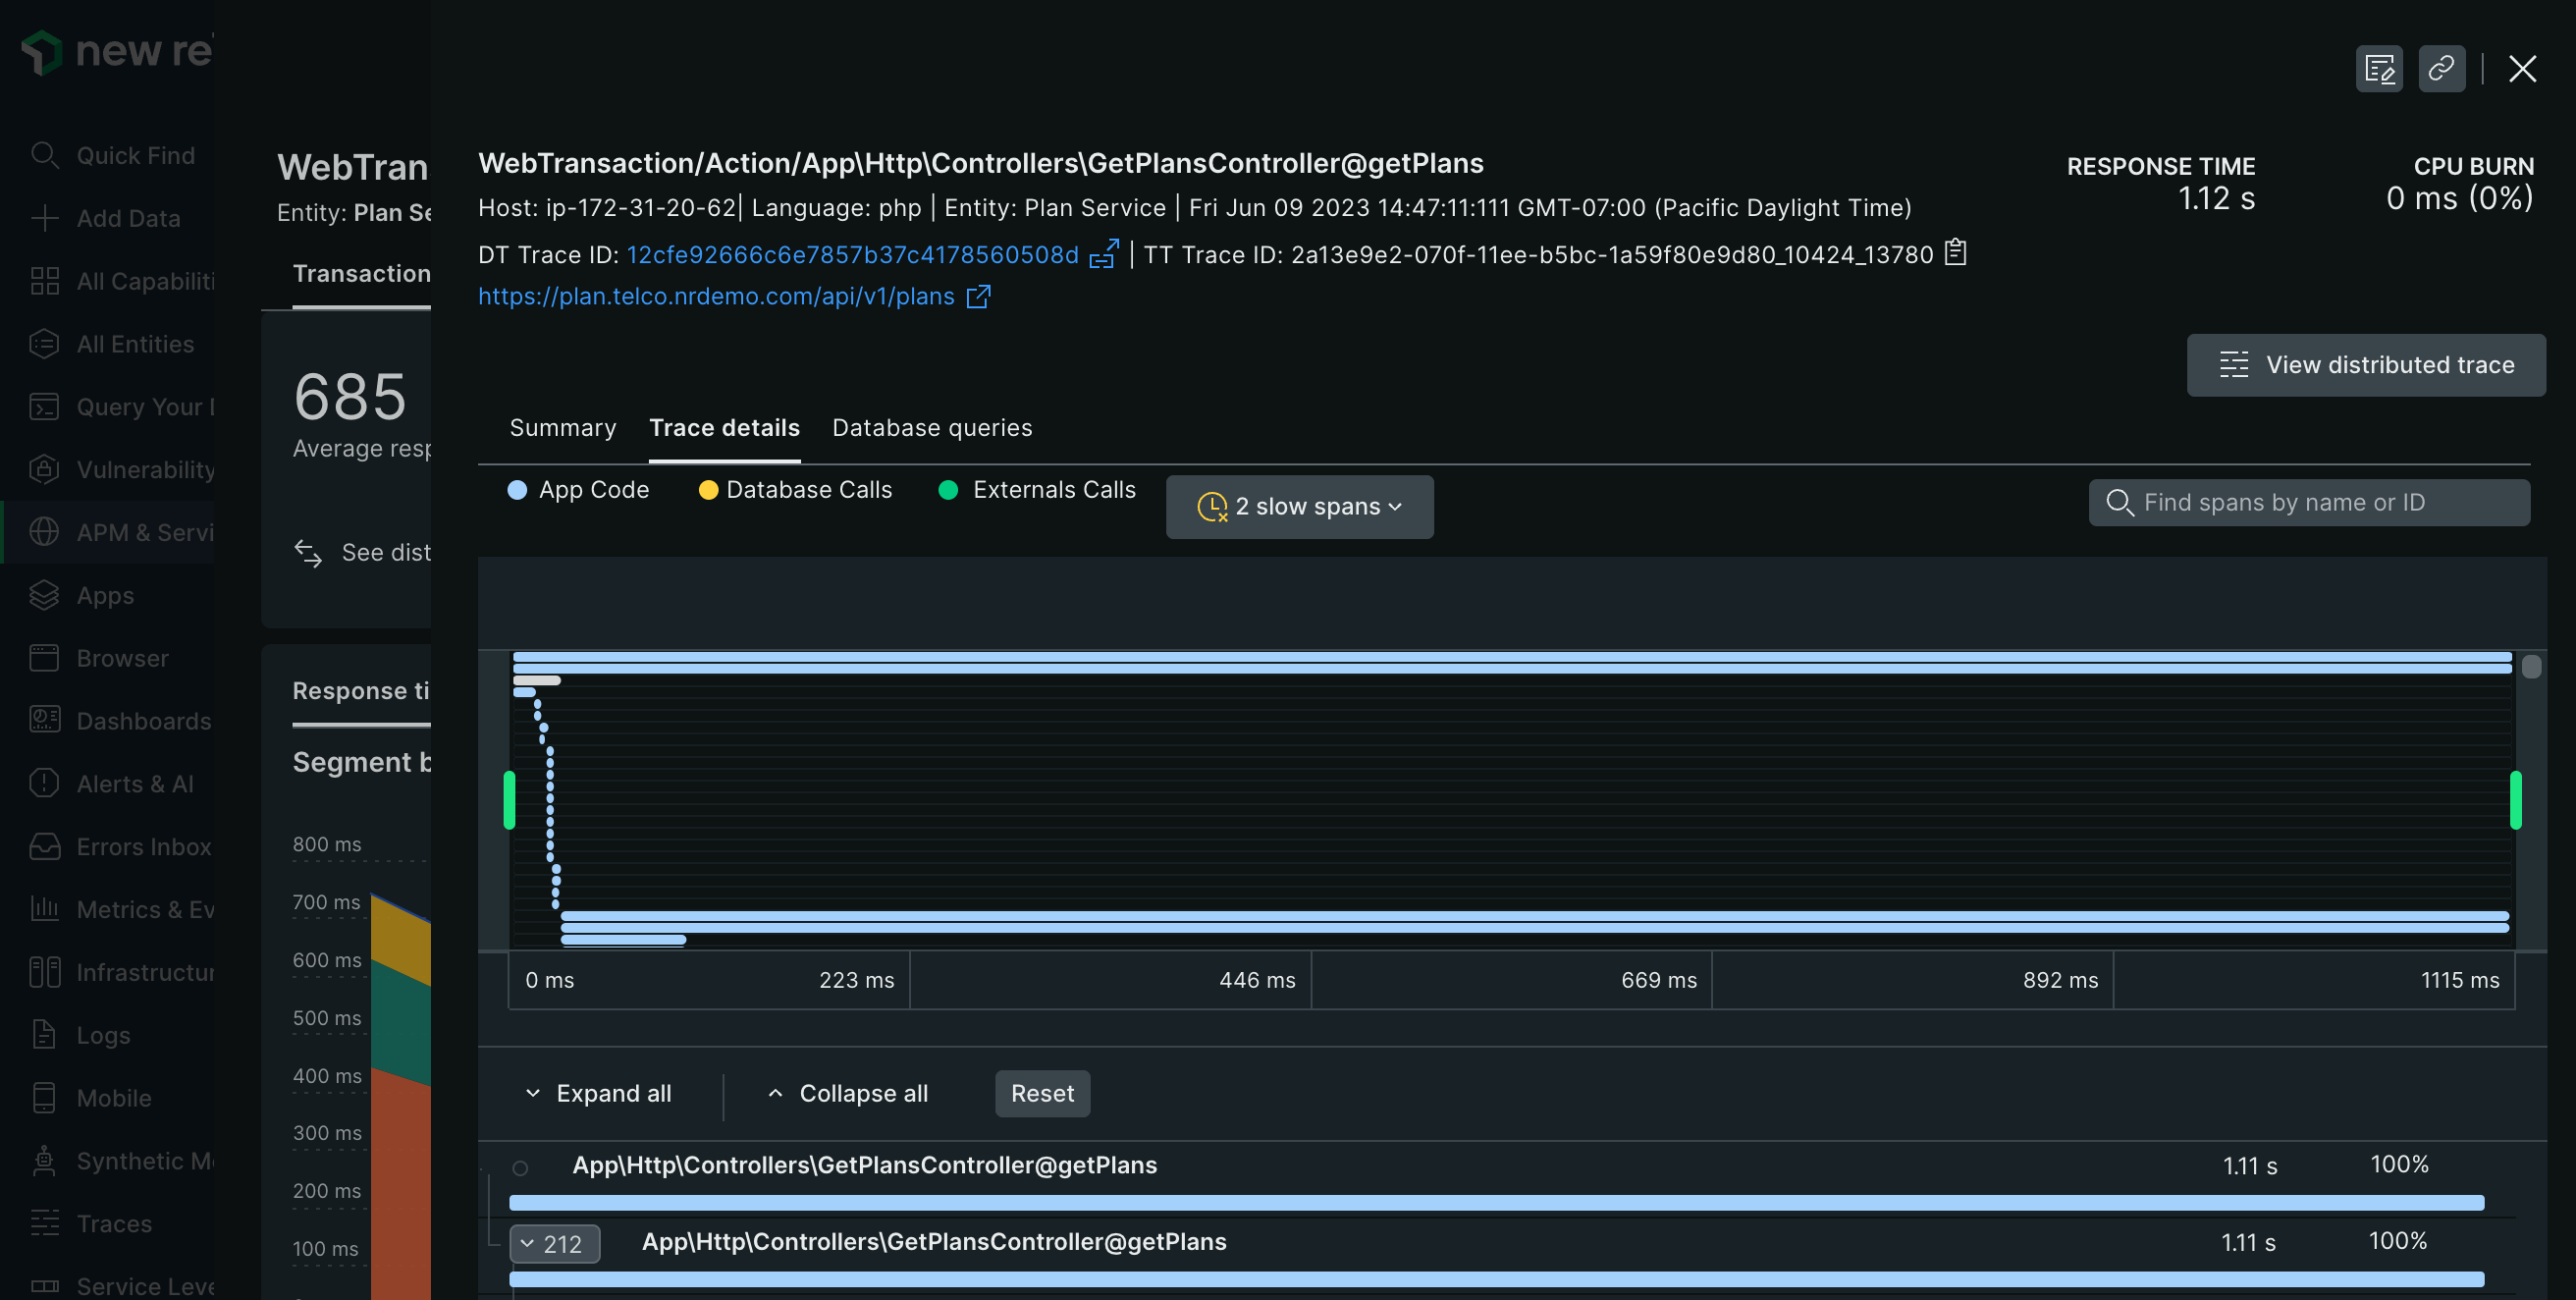 new re
Quick Find
Add Data
All Capabiliti
All Entities
Query Your
Vulnerability
APM & Servi
Apps
Browser
Dashboards
Alerts & AI
Errors Inbox
Metrics & Ev
Infrastructur
Logs
Mobile
Synthetic M
Traces
Service Leve
WebTran
Entity: Plan Se
Transaction
685
Average resp
See dist
Response ti
Segment b
800 ms
700 ms
600 ms
500 ms
400 ms
300 ms
200 ms
100 ms
WebTransaction/Action/App\Http\Controllers\GetPlansController@getPlans
RESPONSE TIME
1.12 s
CPU BURN
0 ms (0%)
Host: ip-172-31-20-62| Language: php | Entity: Plan Service | Fri Jun 09 2023 14:47:11:111 GMT-07:00 (Pacific Daylight Time)
DT Trace ID: 12cfe92666c6e7857b37c4178560508d | TT Trace ID: 2a13e9e2-070f-11ee-b5bc-1a59f80e9d80_10424_13780
https://plan.telco.nrdemo.com/api/v1/plans
View distributed trace
Summary Trace details Database queries
App Code Database Calls Externals Calls 2 slow spans Find spans by name or ID
0 ms 223 ms 446 ms 669 ms 892 ms 1115 ms
Expand all Collapse all Reset
App\Http\Controllers\GetPlansController@getPlans 1.11 s 100%
212 App\Http\Controllers\GetPlansController@getPlans 1.11 s 100%